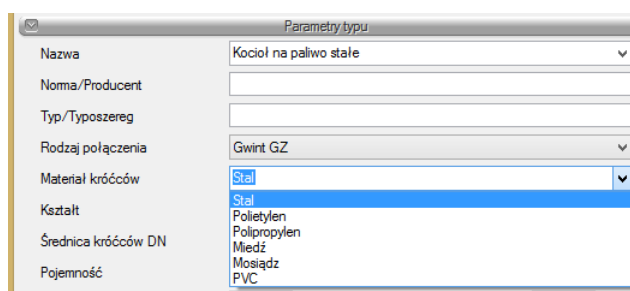 Parametry typu
Nazwa Kocioł na paliwo stałe
Norma/Producent
Typ/Typoszereg
Rodzaj połączenia Gwint GZ
Materiał króćców Stal
Kształt Stal
Polietylen
Polipropylen
Średnica króćców DN Miedź
Mosiądz
Pojemność PVC